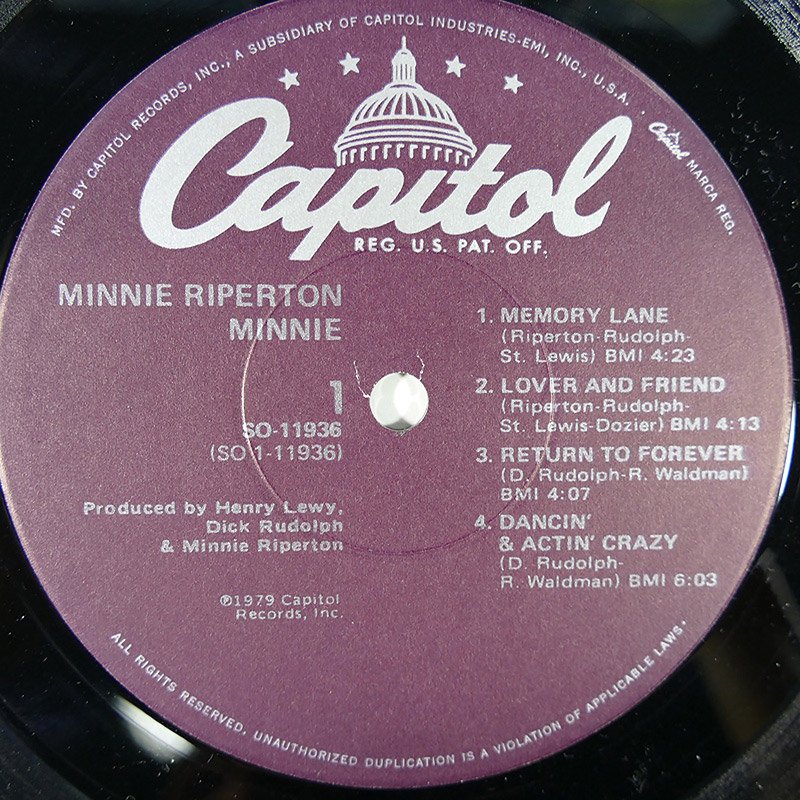 MFD. BY CAPITOL RECORDS, INC., A SUBSIDIARY OF CAPITOL INDUSTRIES-EMI, INC., U.S.A. · Capitol MARCA REG.
Capitol
REG. U.S. PAT. OFF.
MINNIE RIPERTON
MINNIE
1
SO-11936
(SO 1-11936)
Produced by Henry Lewy,
Dick Rudolph
& Minnie Riperton
℗1979 Capitol
Records, Inc.
1. MEMORY LANE
(Riperton-Rudolph-
St. Lewis) BMI 4:23
2. LOVER AND FRIEND
(Riperton-Rudolph-
St. Lewis-Dozier) BMI 4:13
3. RETURN TO FOREVER
(D. Rudolph-R. Waldman)
BMI 4:07
4. DANCIN'
& ACTIN' CRAZY
(D. Rudolph-
R. Waldman) BMI 6:03
ALL RIGHTS RESERVED, UNAUTHORIZED DUPLICATION IS A VIOLATION OF APPLICABLE LAWS.